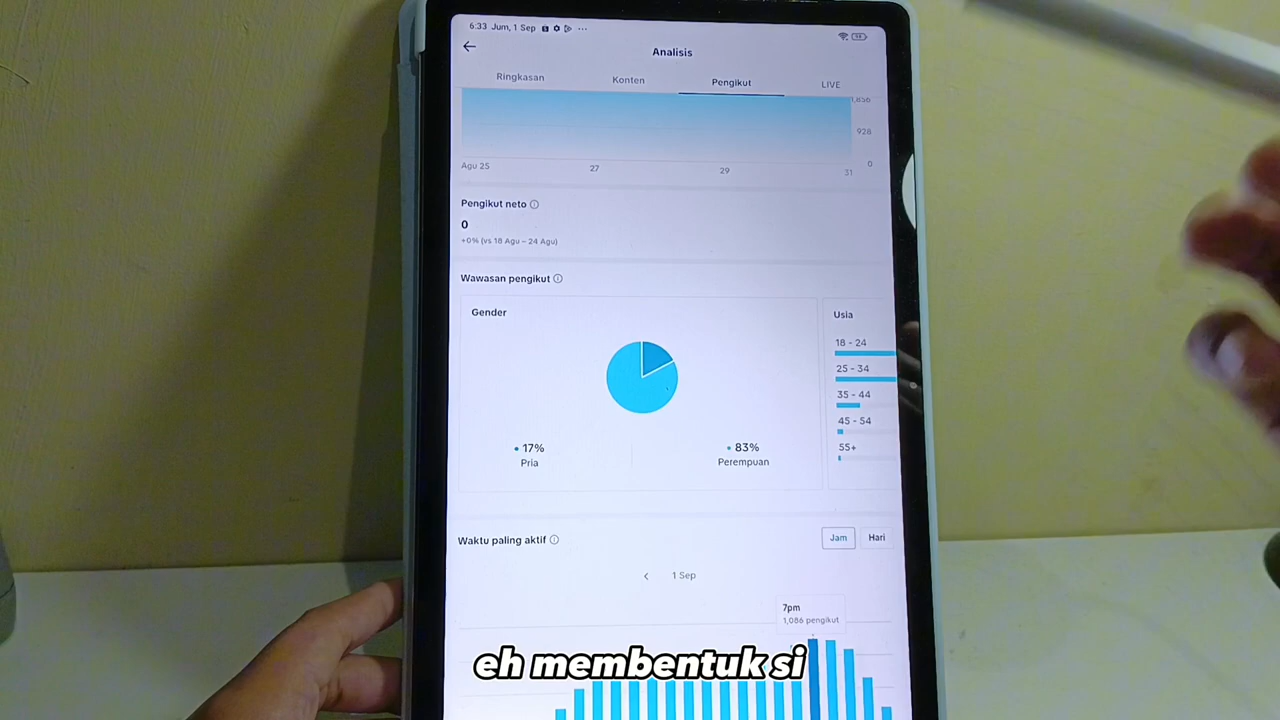 6:33 Jum, 1 Sep
Analisis
Ringkasan Konten Pengikut LIVE
928
0
Agu 25 27 29 31
Pengikut neto
0
+0% (vs 18 Agu – 24 Agu)
Wawasan pengikut
Gender
17%
Pria
83%
Perempuan
Usia
18 - 24
25 - 34
35 - 44
45 - 54
55+
Waktu paling aktif
Jam Hari
1 Sep
7pm
1,086 pengikut
eh membentuk si